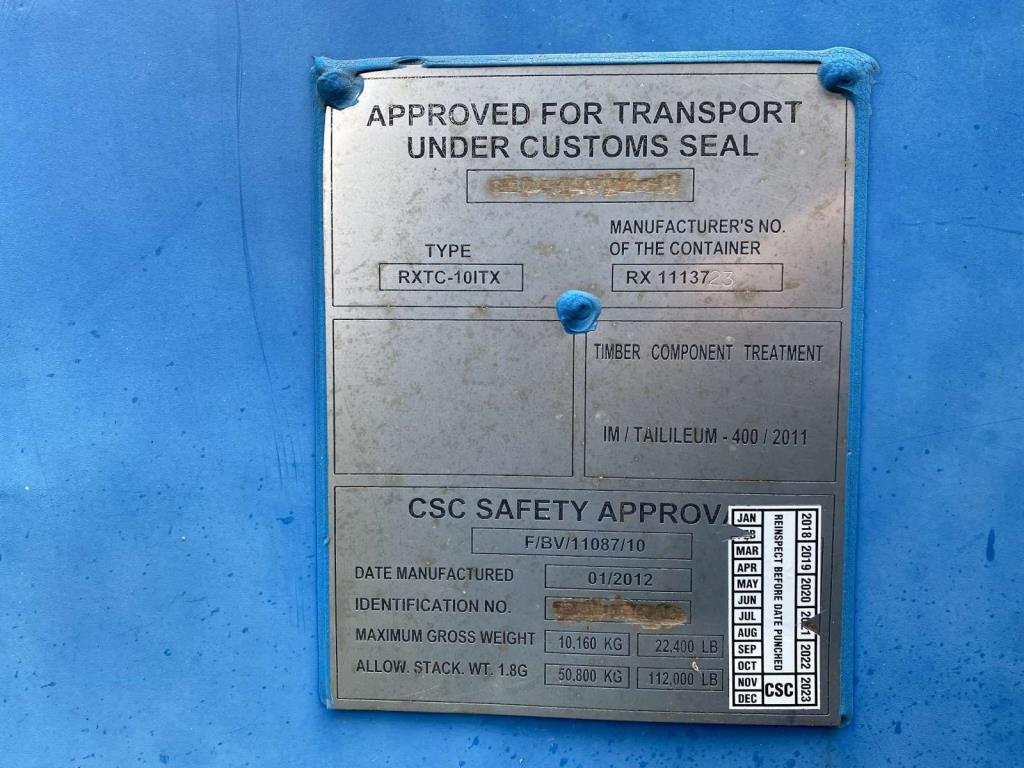 APPROVED FOR TRANSPORT
UNDER CUSTOMS SEAL
TYPE
RXTC-10ITX
MANUFACTURER'S NO.
OF THE CONTAINER
RX 1113723
TIMBER COMPONENT TREATMENT
IM / TAILILEUM - 400 / 2011
CSC SAFETY
F/BV/11087/10
DATE MANUFACTURED 01/2012
IDENTIFICATION NO.
MAXIMUM GROSS WEIGHT 10,160 KG 22,400 LB
ALLOW. STACK. WT. 1.8G 50,800 KG 112,000 LB
JAN
MAR
APR
MAY
JUN
JUL
AUG
SEP
OCT
NOV
DEC
REINSPECT BEFORE DATE PUNCHED
CSC
2018 2019 2020 2021 2022 2023